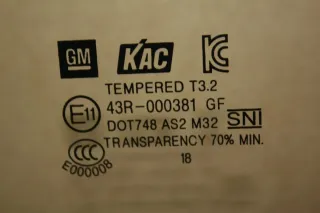 GM KAC KC
TEMPERED T3.2
E11 43R-000381 GF
DOT748 AS2 M32 SNI
CCC TRANSPARENCY 70% MIN.
E000008 18